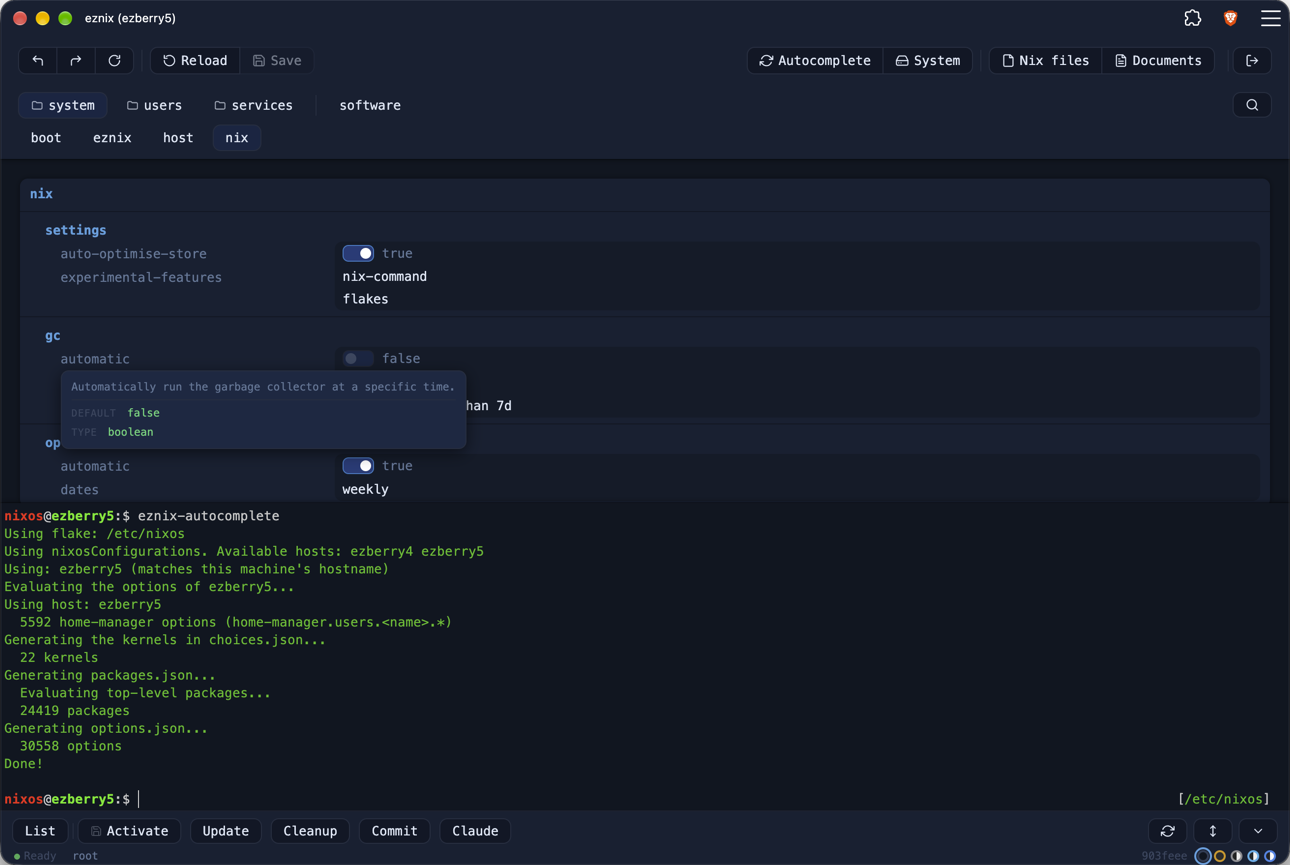 eznix (ezberry5)
Reload Save Autocomplete System Nix files Documents
system users services software
boot eznix host nix
nix
settings
auto-optimise-store true
experimental-features nix-command
flakes
gc
automatic false
Automatically run the garbage collector at a specific time.
han 7d
DEFAULT false
TYPE boolean
op
automatic true
dates weekly
nixos@ezberry5:$ eznix-autocomplete
Using flake: /etc/nixos
Using nixosConfigurations. Available hosts: ezberry4 ezberry5
Using: ezberry5 (matches this machine's hostname)
Evaluating the options of ezberry5...
Using host: ezberry5
5592 home-manager options (home-manager.users.<name>.*)
Generating the kernels in choices.json...
22 kernels
Generating packages.json...
Evaluating top-level packages...
24419 packages
Generating options.json...
30558 options
Done!
nixos@ezberry5:$ [/etc/nixos]
List Activate Update Cleanup Commit Claude
Ready root 903feee